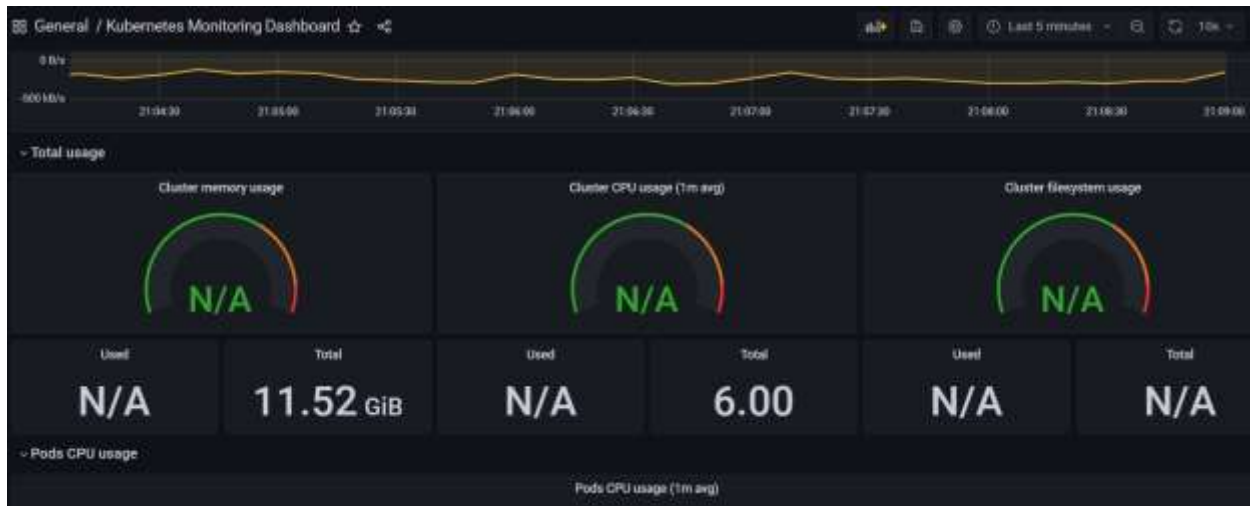 General / Kubernetes Monitoring Dashboard
Last 5 minutes
10s
0 B/s
-500 kB/s
21:04:30 21:05:00 21:05:30 21:06:00 21:06:30 21:07:00 21:07:30 21:08:00 21:08:30 21:09:00
Total usage
Cluster memory usage Cluster CPU usage (1m avg) Cluster filesystem usage
N/A N/A N/A
Used Total Used Total Used Total
N/A 11.52 GiB N/A 6.00 N/A N/A
Pods CPU usage
Pods CPU usage (1m avg)